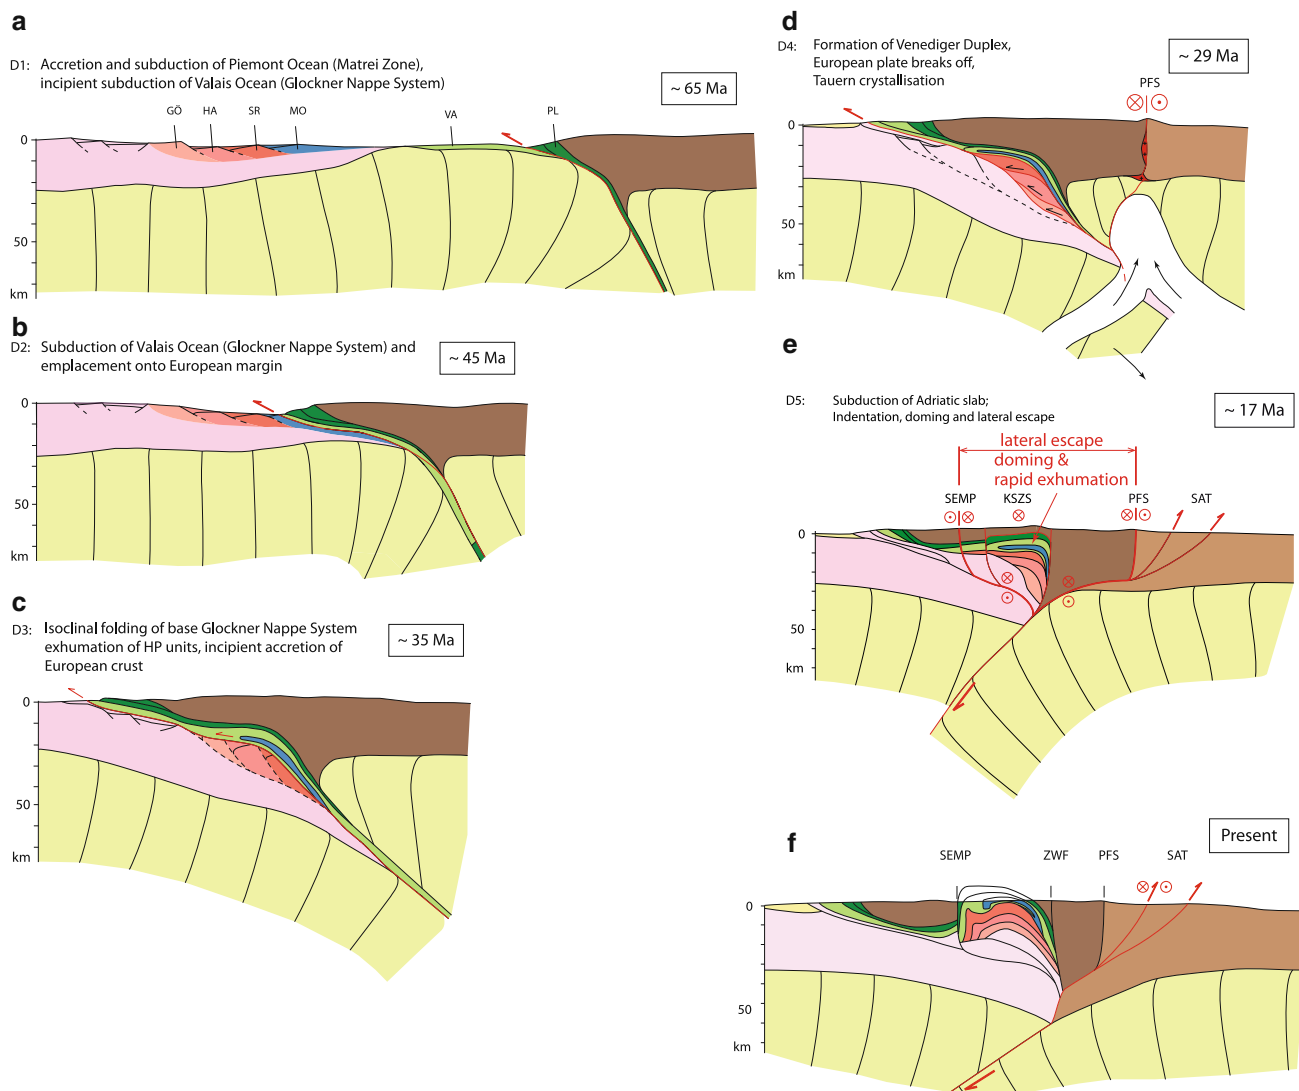 a
D1: Accretion and subduction of Piemont Ocean (Matrei Zone),
incipient subduction of Valais Ocean (Glockner Nappe System)
~ 65 Ma
GÖ HA SR MO VA PL
0
50
km
b
D2: Subduction of Valais Ocean (Glockner Nappe System) and
emplacement onto European margin
~ 45 Ma
0
50
km
c
D3: Isoclinal folding of base Glockner Nappe System
exhumation of HP units, incipient accretion of
European crust
~ 35 Ma
0
50
km
d
D4: Formation of Venediger Duplex,
European plate breaks off,
Tauern crystallisation
~ 29 Ma
PFS
0
50
km
e
D5: Subduction of Adriatic slab;
Indentation, doming and lateral escape
~ 17 Ma
lateral escape
doming &
rapid exhumation
SEMP KSZS PFS SAT
0
50
km
f
Present
SEMP ZWF PFS SAT
0
50
km